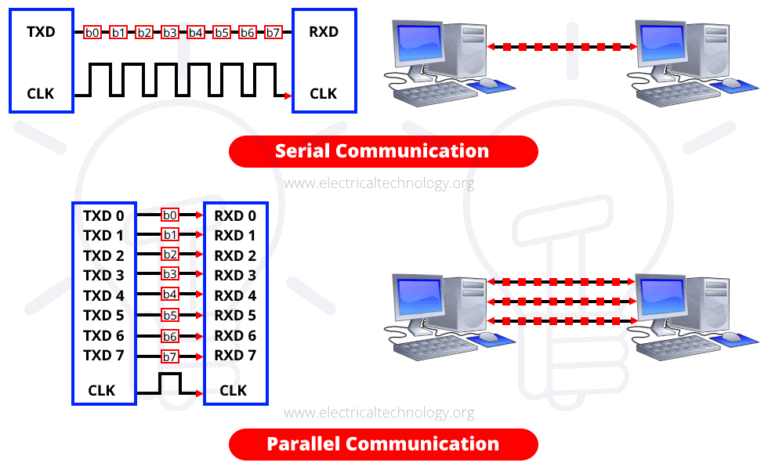 TXD b0 b1 b2 b3 b4 b5 b6 b7 RXD
CLK CLK
Serial Communication
www.electricaltechnology.org
TXD 0 b0 RXD 0
TXD 1 b1 RXD 1
TXD 2 b2 RXD 2
TXD 3 b3 RXD 3
TXD 4 b4 RXD 4
TXD 5 b5 RXD 5
TXD 6 b6 RXD 6
TXD 7 b7 RXD 7
CLK CLK
www.electricaltechnology.org
Parallel Communication